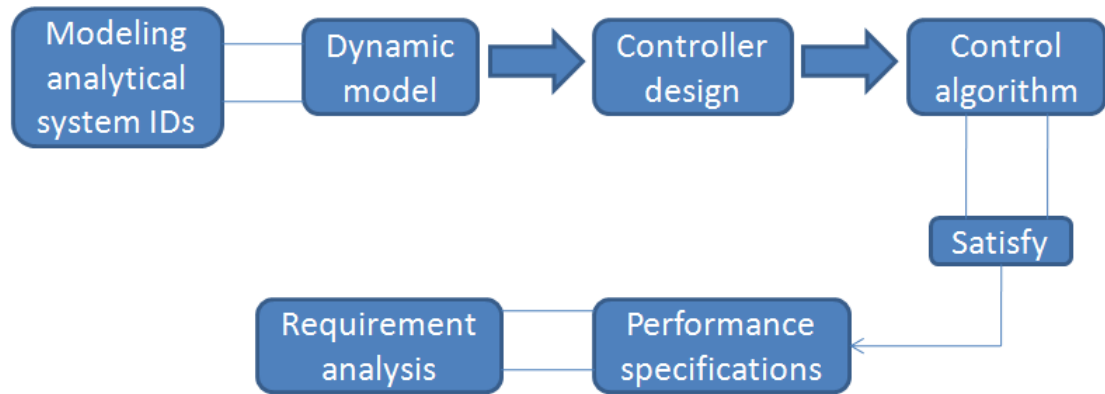 Modeling
analytical
system IDs
Dynamic
model
Controller
design
Control
algorithm
Satisfy
Requirement
analysis
Performance
specifications